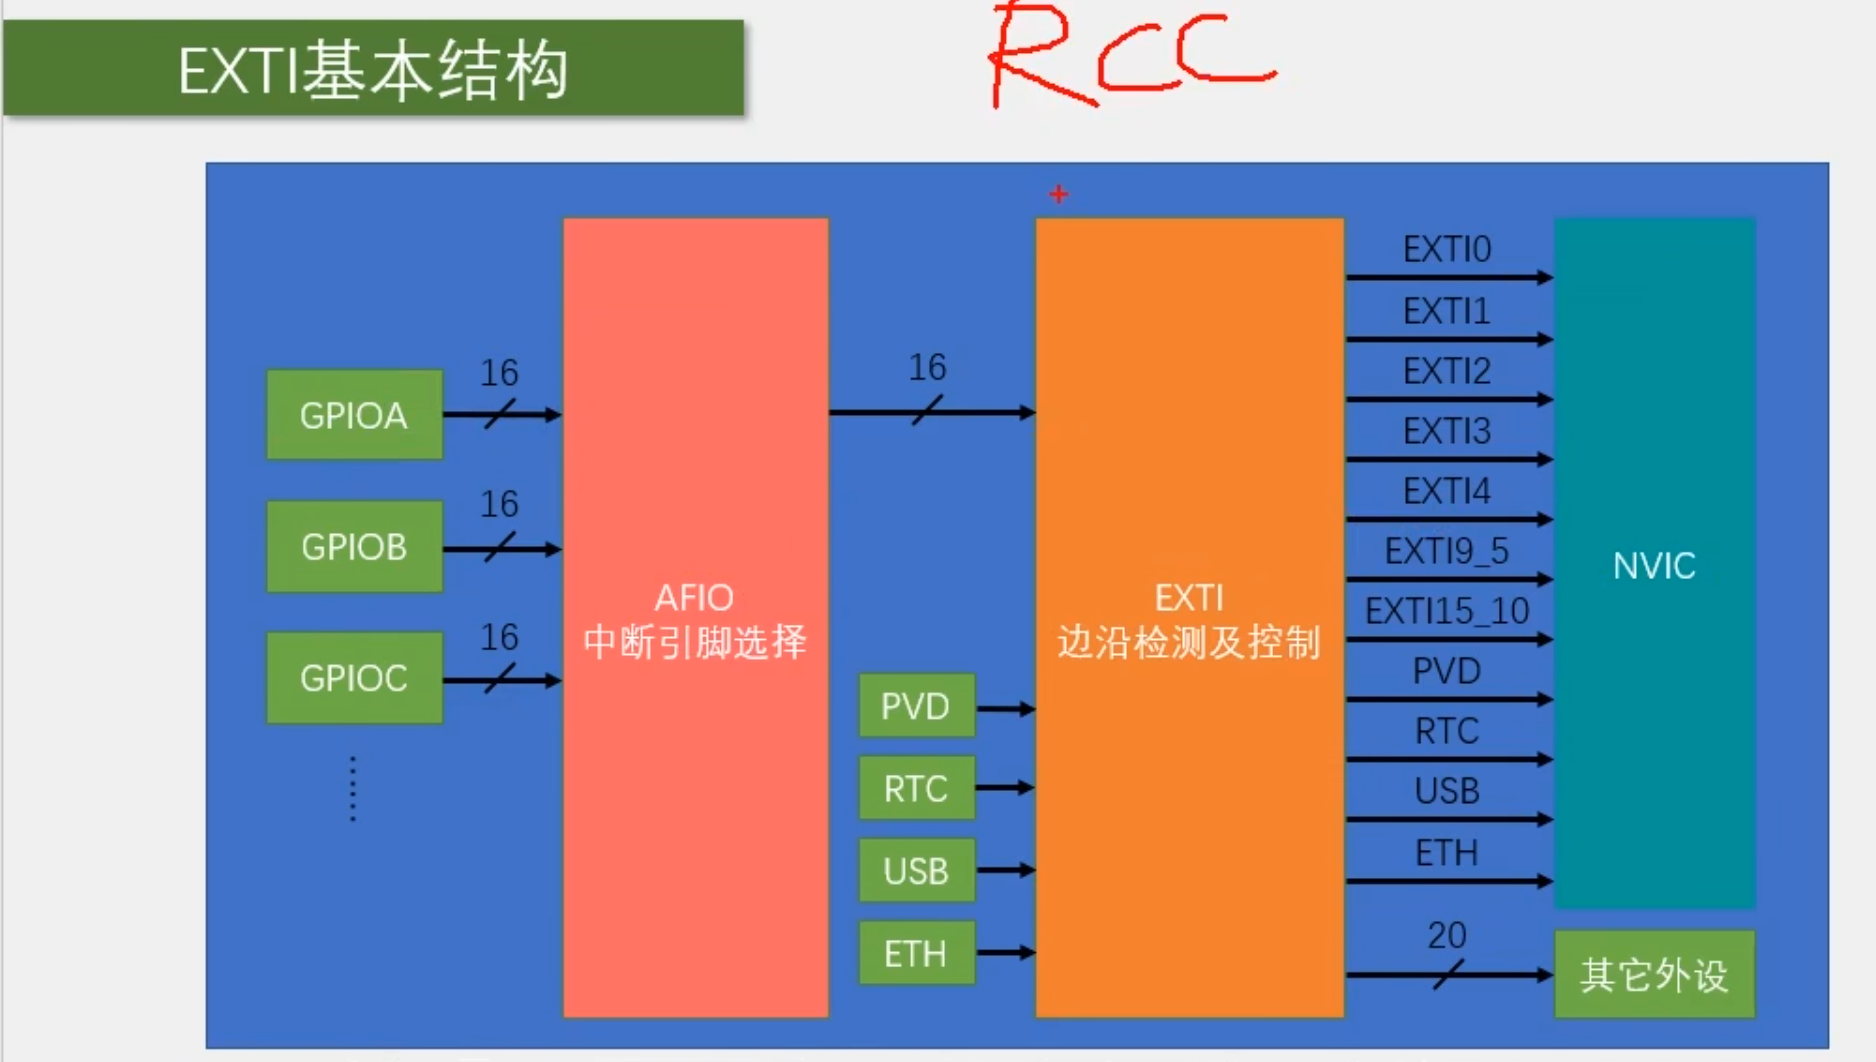 EXTI基本结构
RCC
GPIOA
16
GPIOB
16
GPIOC
16
AFIO
中断引脚选择
16
PVD
RTC
USB
ETH
EXTI
边沿检测及控制
EXTI0
EXTI1
EXTI2
EXTI3
EXTI4
EXTI9_5
EXTI15_10
PVD
RTC
USB
ETH
20
NVIC
其它外设